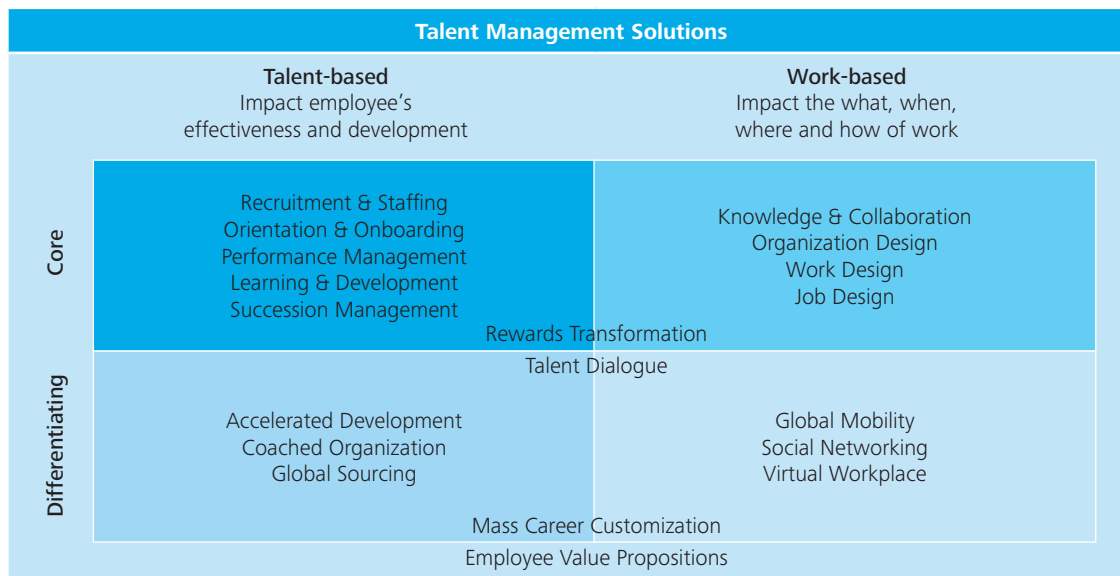 Talent Management Solutions
Talent-based
Impact employee's
effectiveness and development
Work-based
Impact the what, when,
where and how of work
Core
Recruitment & Staffing
Orientation & Onboarding
Performance Management
Learning & Development
Succession Management
Knowledge & Collaboration
Organization Design
Work Design
Job Design
Rewards Transformation
Talent Dialogue
Differentiating
Accelerated Development
Coached Organization
Global Sourcing
Global Mobility
Social Networking
Virtual Workplace
Mass Career Customization
Employee Value Propositions